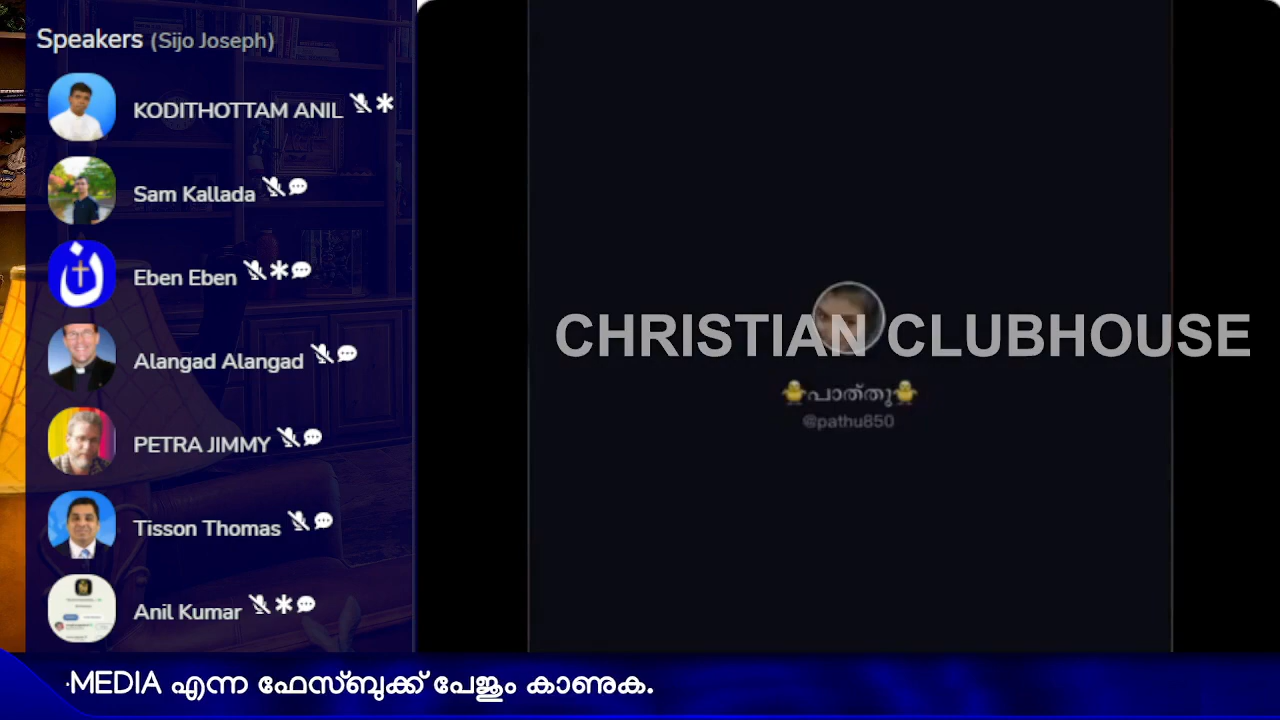 Speakers (Sijo Joseph)
KODITHOTTAM ANIL
Sam Kallada
Eben Eben
Alangad Alangad
PETRA JIMMY
Tisson Thomas
Anil Kumar
CHRISTIAN CLUBHOUSE
പാത്തു
@pathu850
MEDIA എന്ന ഫേസ്ബുക്ക് പേജും കാണുക.